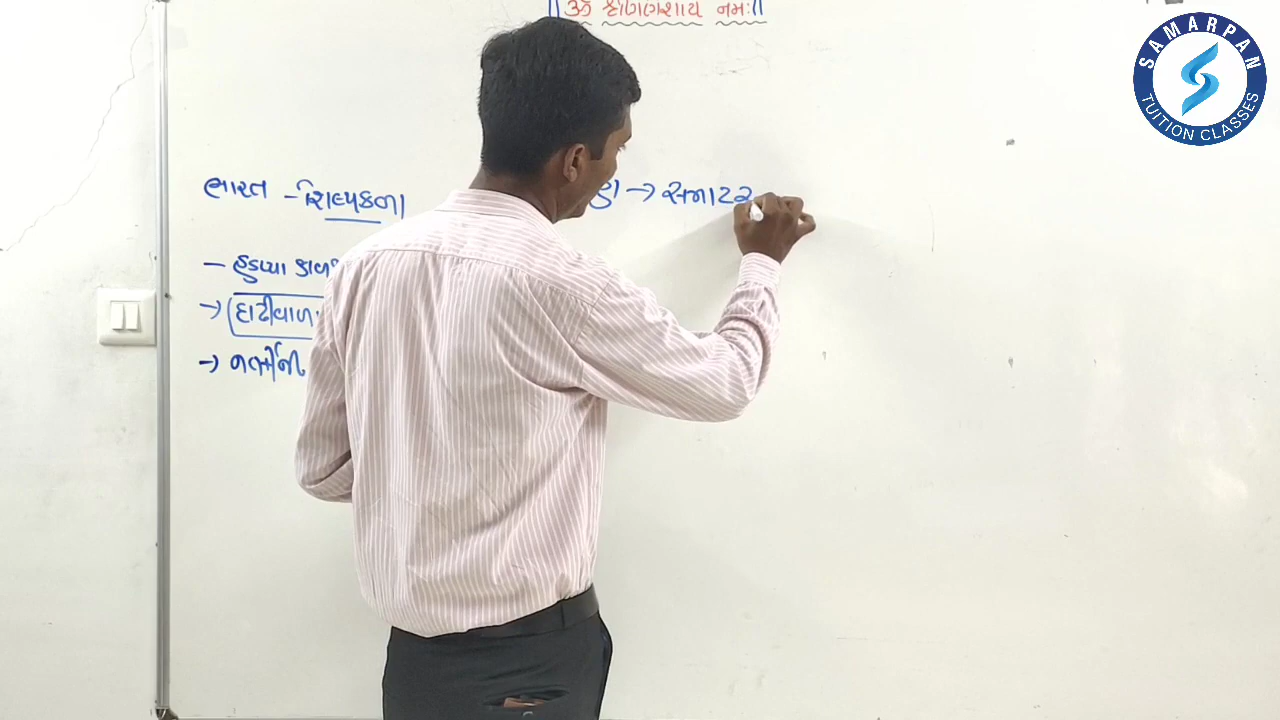 || ૐ શ્રી ગણેશાય નમઃ ||
SAMARPAN
TUITION CLASSES
ભારત - શિલ્પકળા
→ સમ્રાટ
- હડપ્પા
→ દાઢીવાળ
→ નર્તકીની